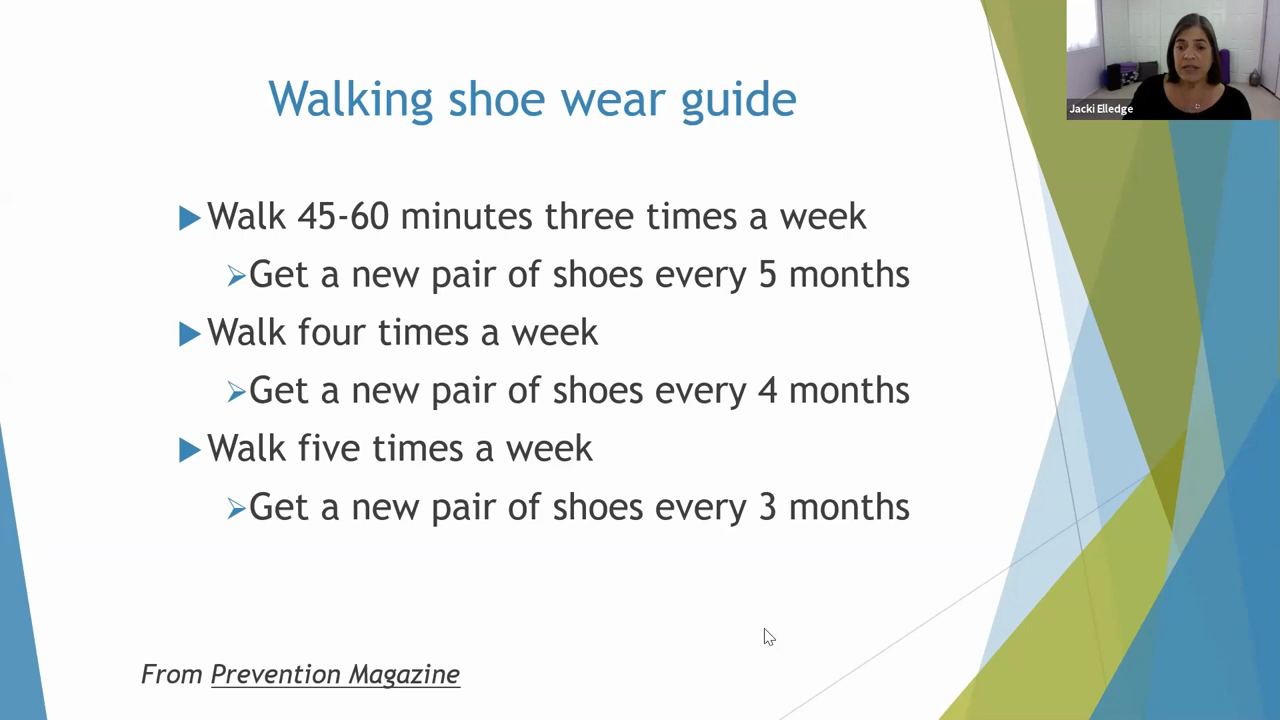 Walking shoe wear guide
Jacki Elledge
Walk 45-60 minutes three times a week
Get a new pair of shoes every 5 months
Walk four times a week
Get a new pair of shoes every 4 months
Walk five times a week
Get a new pair of shoes every 3 months
From Prevention Magazine